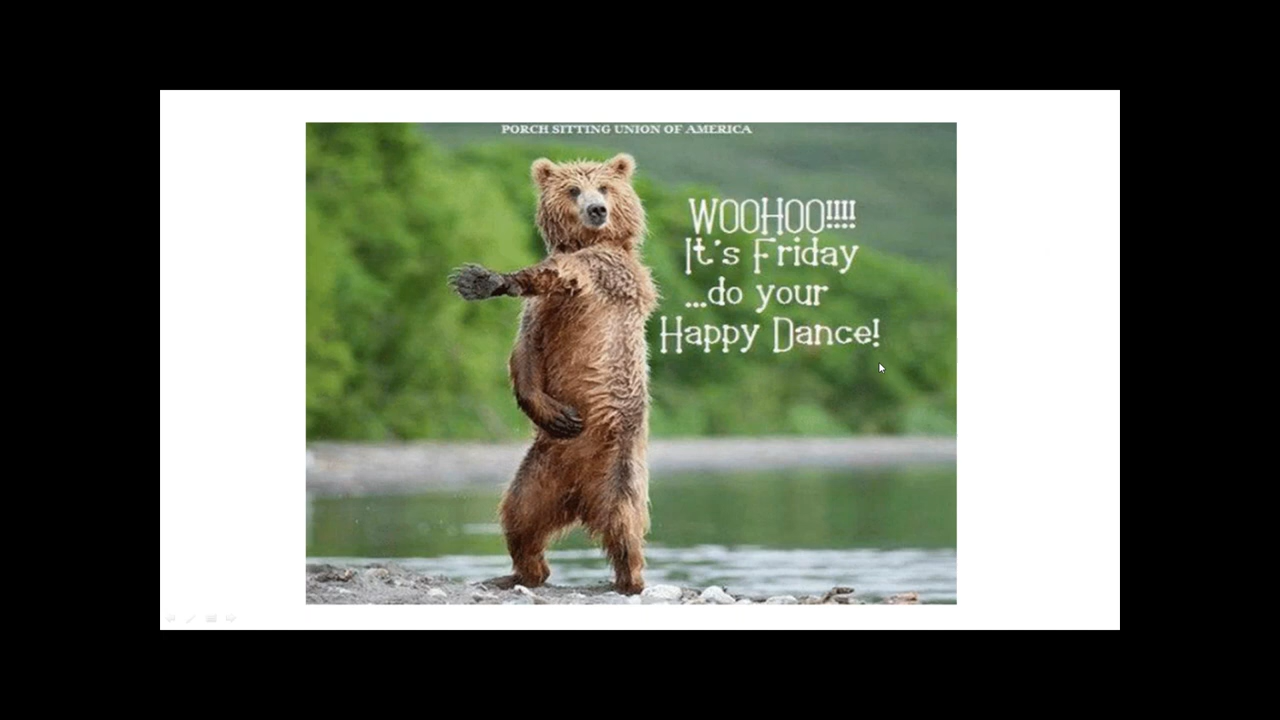 PORCH SITTING UNION OF AMERICA
WOOHOO!!!!
It's Friday
...do your
Happy Dance!